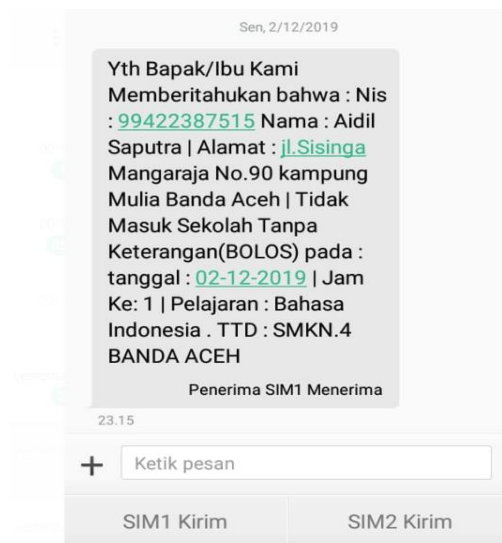 Sen, 2/12/2019
Yth Bapak/Ibu Kami
Memberitahukan bahwa : Nis
: 99422387515 Nama : Aidil
Saputra | Alamat : jl.Sisinga
Mangaraja No.90 kampung
Mulia Banda Aceh | Tidak
Masuk Sekolah Tanpa
Keterangan(BOLOS) pada :
tanggal : 02-12-2019 | Jam
Ke: 1 | Pelajaran : Bahasa
Indonesia . TTD : SMKN.4
BANDA ACEH
Penerima SIM1 Menerima
23.15
+ Ketik pesan
SIM1 Kirim SIM2 Kirim